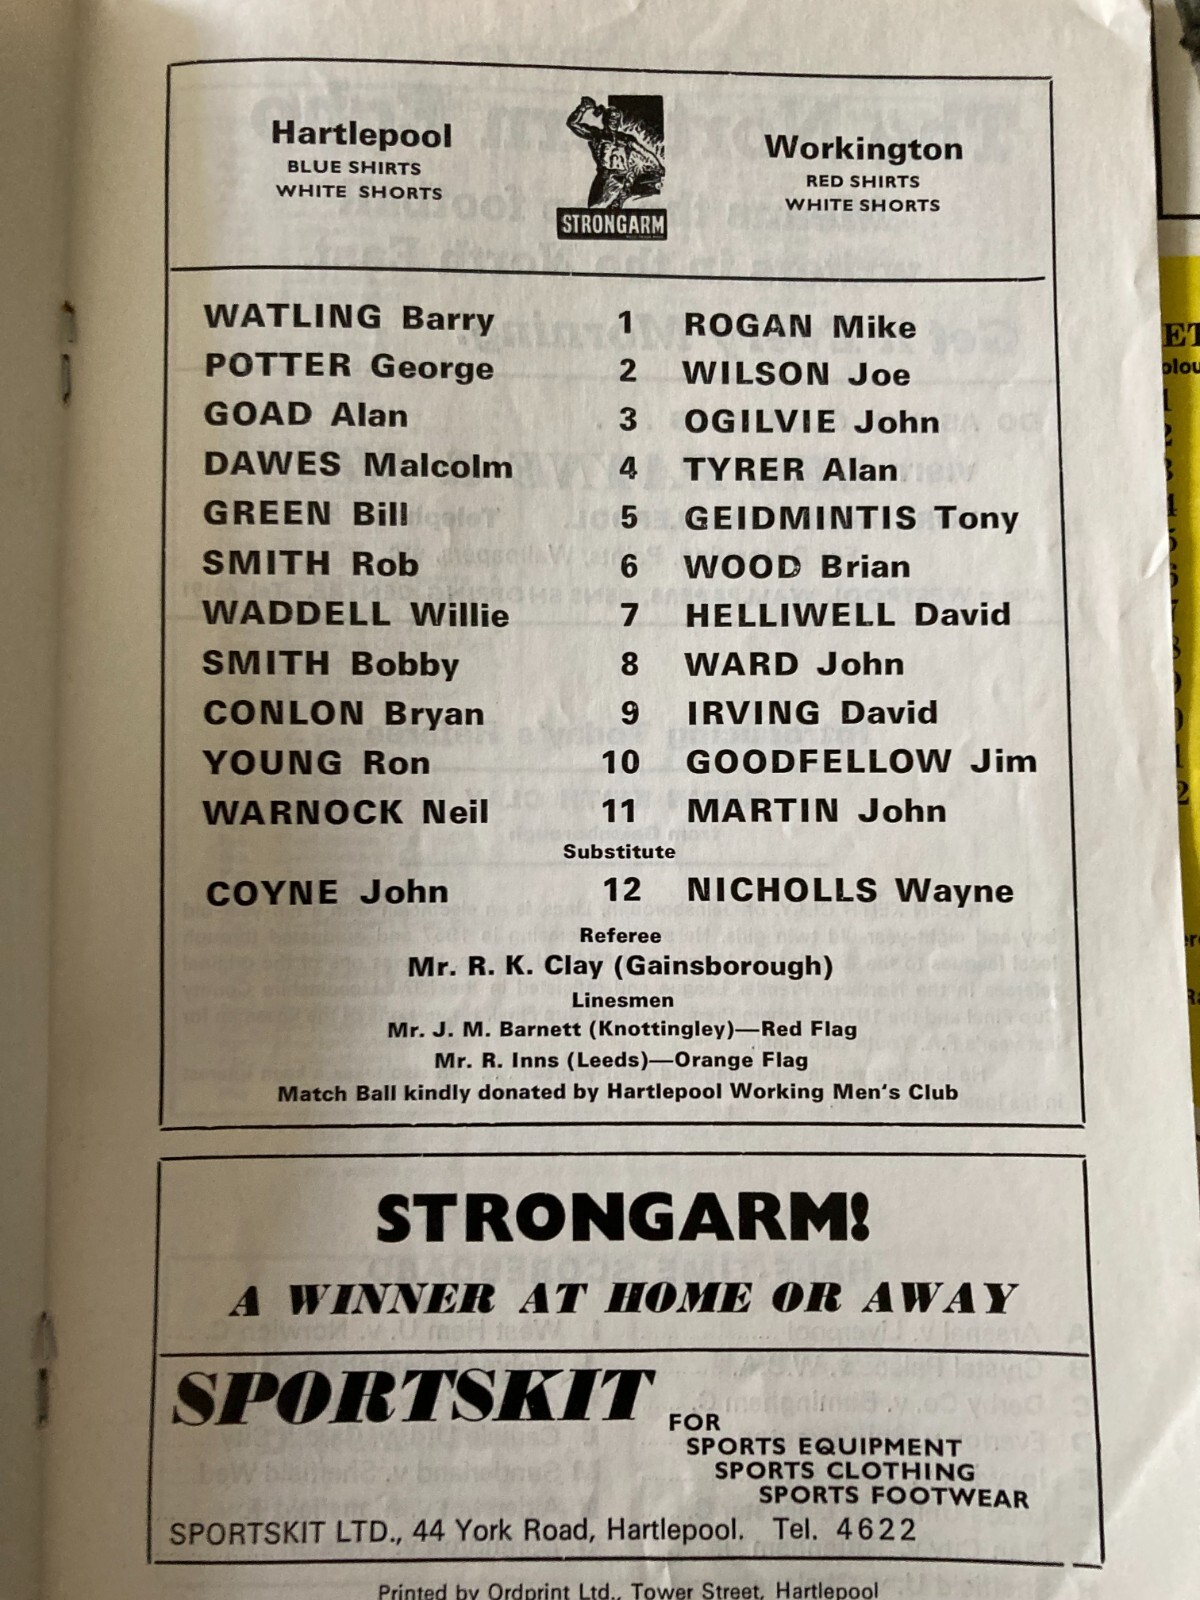 Hartlepool
BLUE SHIRTS
WHITE SHORTS
STRONGARM
Workington
RED SHIRTS
WHITE SHORTS
WATLING Barry 1 ROGAN Mike
POTTER George 2 WILSON Joe
GOAD Alan 3 OGILVIE John
DAWES Malcolm 4 TYRER Alan
GREEN Bill 5 GEIDMINTIS Tony
SMITH Rob 6 WOOD Brian
WADDELL Willie 7 HELLIWELL David
SMITH Bobby 8 WARD John
CONLON Bryan 9 IRVING David
YOUNG Ron 10 GOODFELLOW Jim
WARNOCK Neil 11 MARTIN John
Substitute
COYNE John 12 NICHOLLS Wayne
Referee
Mr. R. K. Clay (Gainsborough)
Linesmen
Mr. J. M. Barnett (Knottingley)—Red Flag
Mr. R. Inns (Leeds)—Orange Flag
Match Ball kindly donated by Hartlepool Working Men's Club
STRONGARM!
A WINNER AT HOME OR AWAY
SPORTSKIT
FOR
SPORTS EQUIPMENT
SPORTS CLOTHING
SPORTS FOOTWEAR
SPORTSKIT LTD., 44 York Road, Hartlepool. Tel. 4622
Printed by Ordprint Ltd., Tower Street, Hartlepool